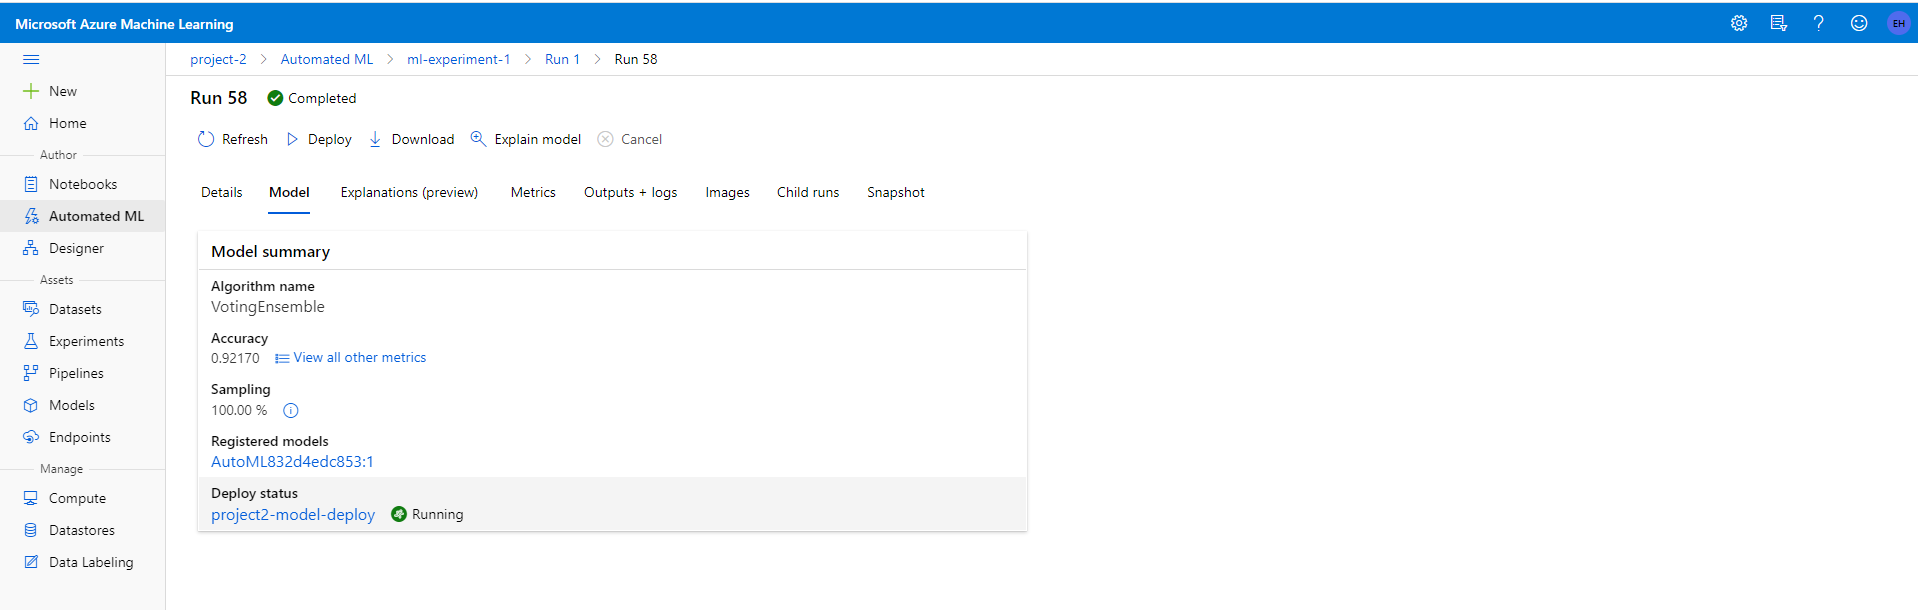 Microsoft Azure Machine Learning
EH
project-2 > Automated ML > ml-experiment-1 > Run 1 > Run 58
New
Home
Author
Notebooks
Automated ML
Designer
Assets
Datasets
Experiments
Pipelines
Models
Endpoints
Manage
Compute
Datastores
Data Labeling
Run 58 Completed
Refresh Deploy Download Explain model Cancel
Details Model Explanations (preview) Metrics Outputs + logs Images Child runs Snapshot
Model summary
Algorithm name
VotingEnsemble
Accuracy
0.92170 View all other metrics
Sampling
100.00 %
Registered models
AutoML832d4edc853:1
Deploy status
project2-model-deploy Running